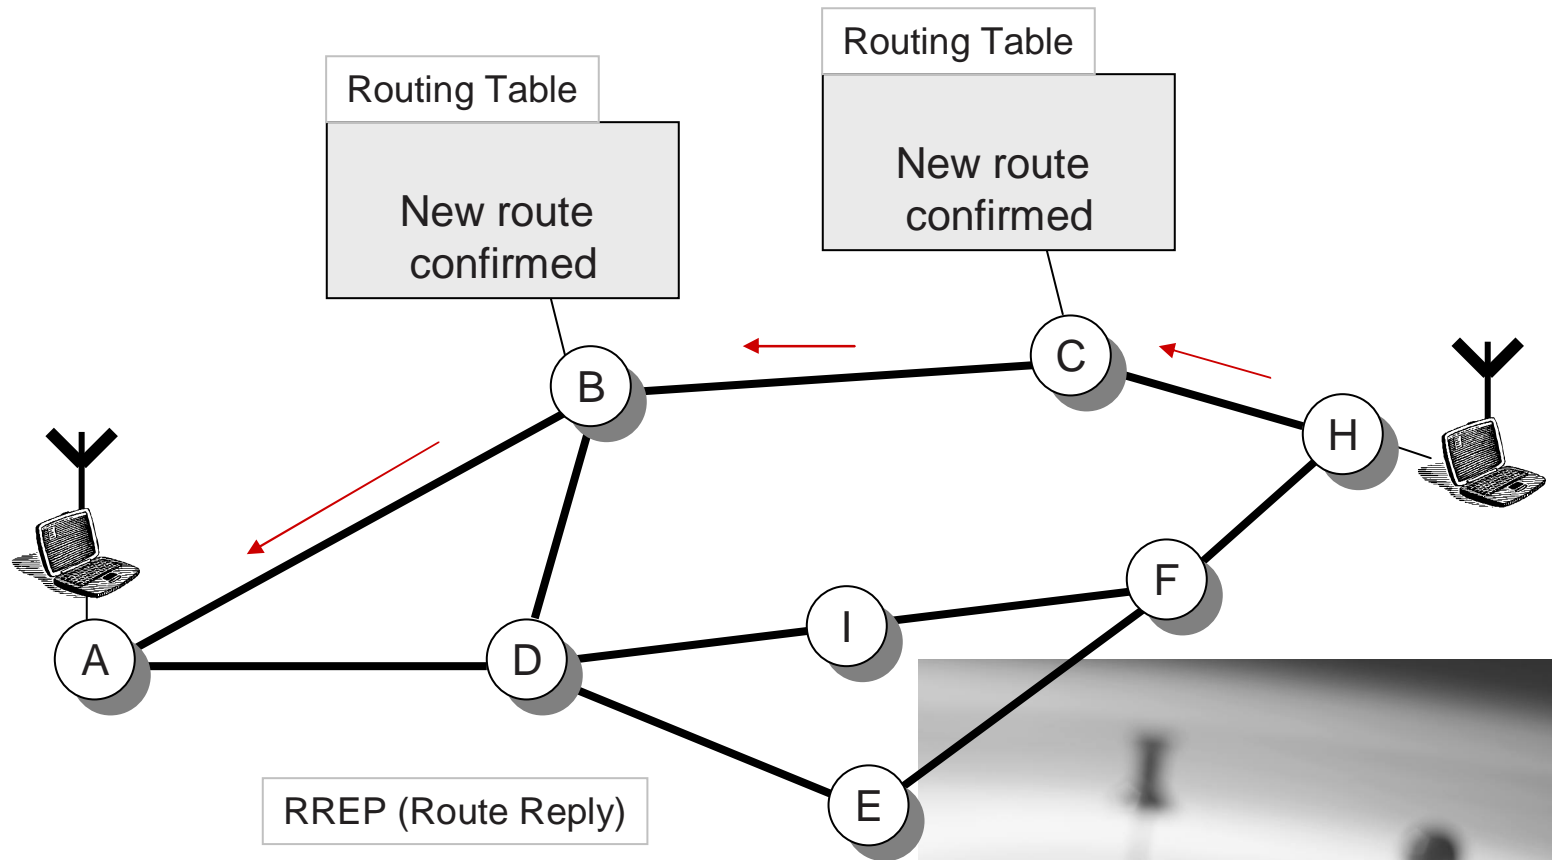 Routing Table
New route
confirmed
Routing Table
New route
confirmed
B
C
H
A
D
I
F
E
RREP (Route Reply)